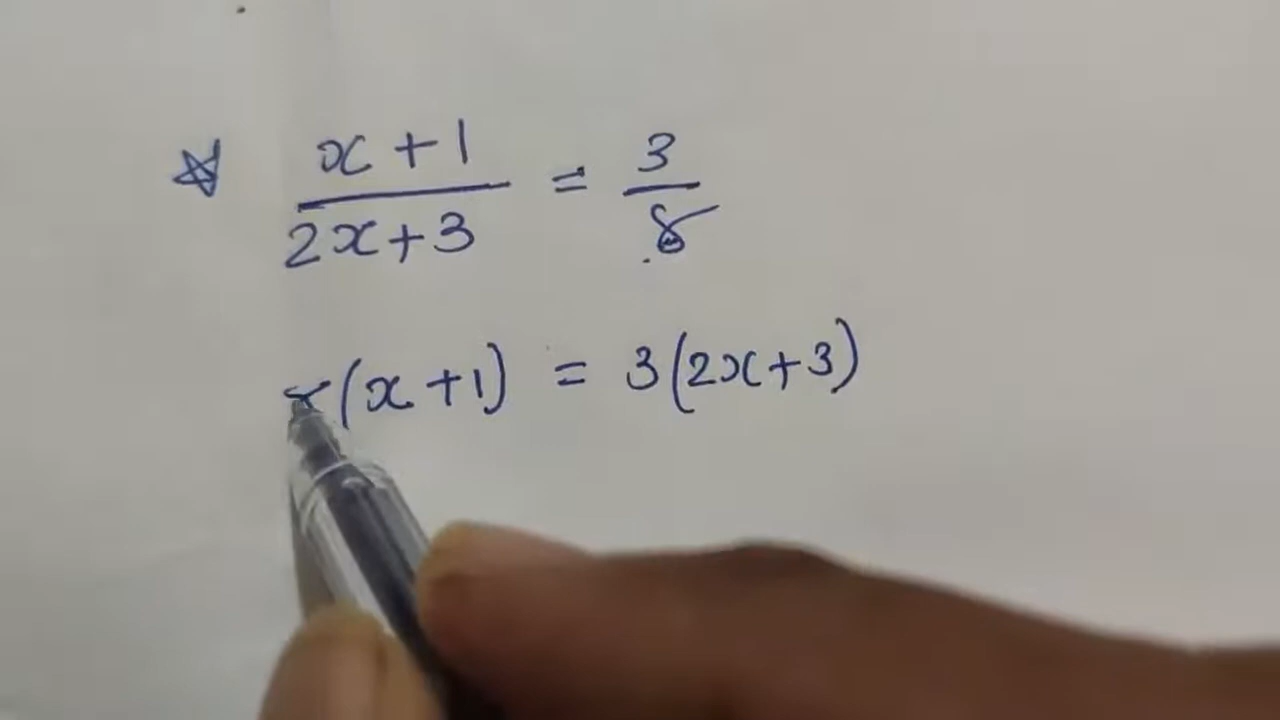 ☆ x+1/2x+3 = 3/8
(x+1) = 3(2x+3)